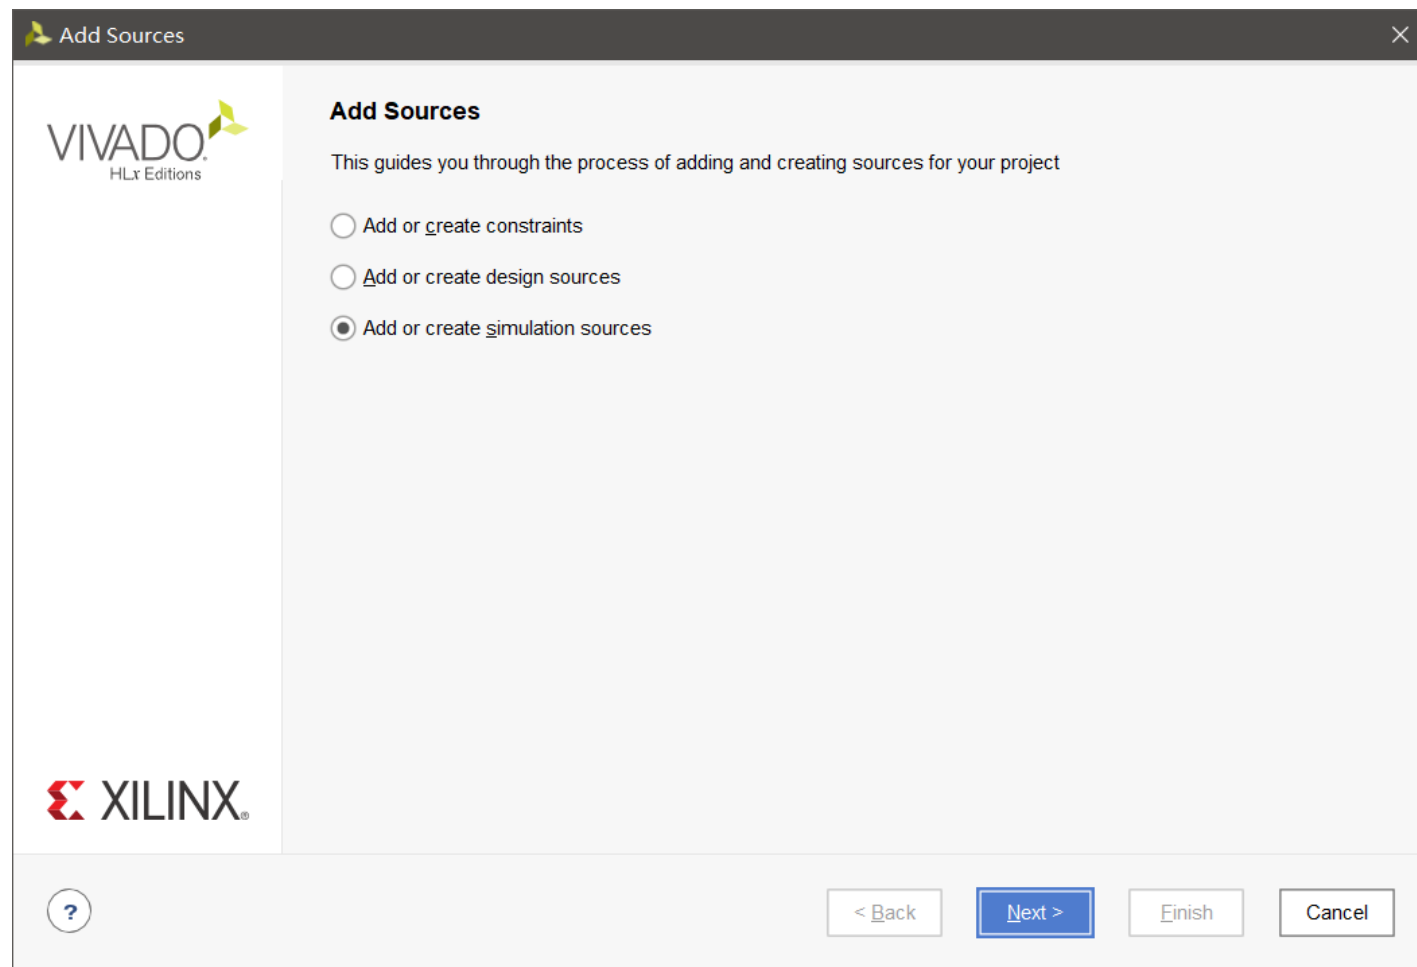 Add Sources
VIVADO.
HLx Editions
Add Sources
This guides you through the process of adding and creating sources for your project
Add or create constraints
Add or create design sources
Add or create simulation sources
XILINX®
?
< Back
Next >
Finish
Cancel